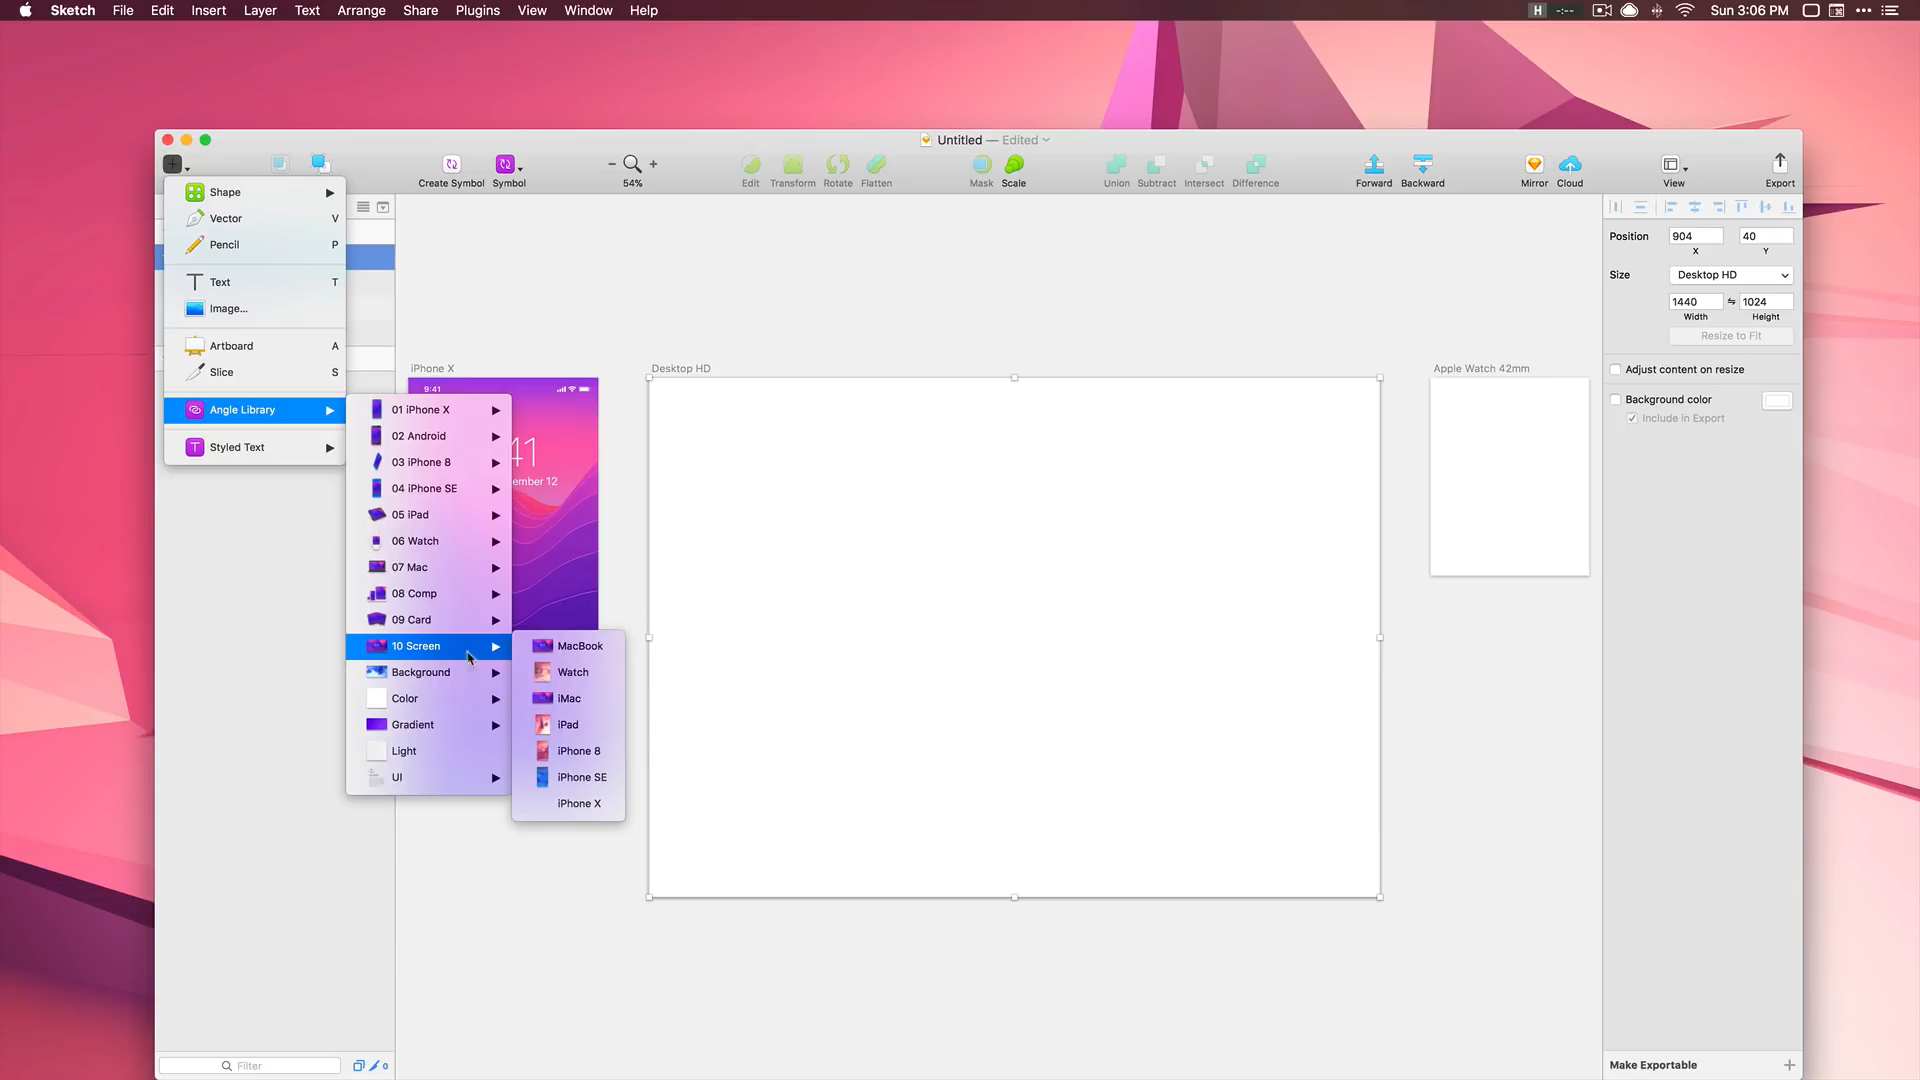 Sketch File Edit Insert Layer Text Arrange Share Plugins View Window Help
H -:-- Sun 3:06 PM
Untitled — Edited
Create Symbol Symbol 54% Edit Transform Rotate Flatten Mask Scale Union Subtract Intersect Difference Forward Backward Mirror Cloud View Export
Shape
Vector V
Pencil P
Text T
Image...
Artboard A
Slice S
Angle Library
Styled Text
01 iPhone X
02 Android
03 iPhone 8
04 iPhone SE
05 iPad
06 Watch
07 Mac
08 Comp
09 Card
10 Screen
Background
Color
Gradient
Light
UI
MacBook
Watch
iMac
iPad
iPhone 8
iPhone SE
iPhone X
iPhone X
9:41
41
ember 12
Desktop HD
Apple Watch 42mm
Position 904 40
X Y
Size Desktop HD
1440 1024
Width Height
Resize to Fit
Adjust content on resize
Background color
Include in Export
Filter
0
Make Exportable